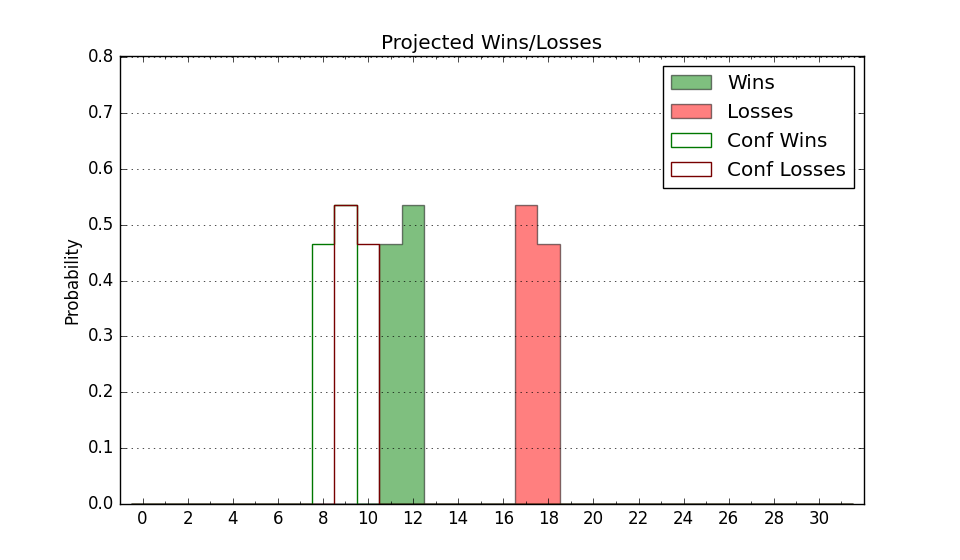 Projected Wins/Losses
0.8
0.7
0.6
0.5
0.4
0.3
0.2
0.1
0.0
Probability
Wins
Losses
Conf Wins
Conf Losses
0 2 4 6 8 10 12 14 16 18 20 22 24 26 28 30